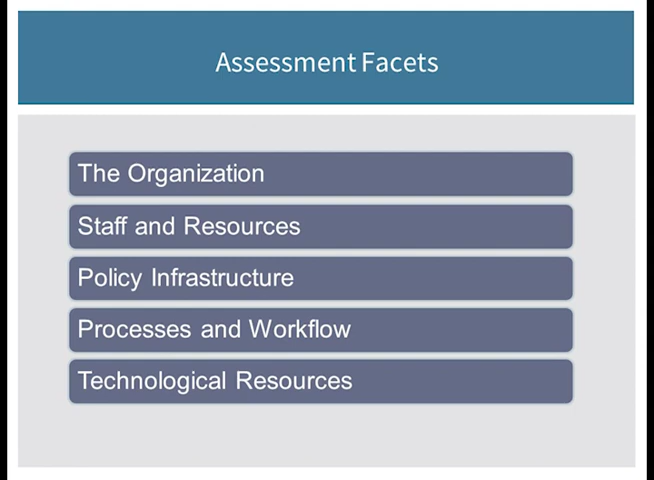 Assessment Facets
The Organization
Staff and Resources
Policy Infrastructure
Processes and Workflow
Technological Resources